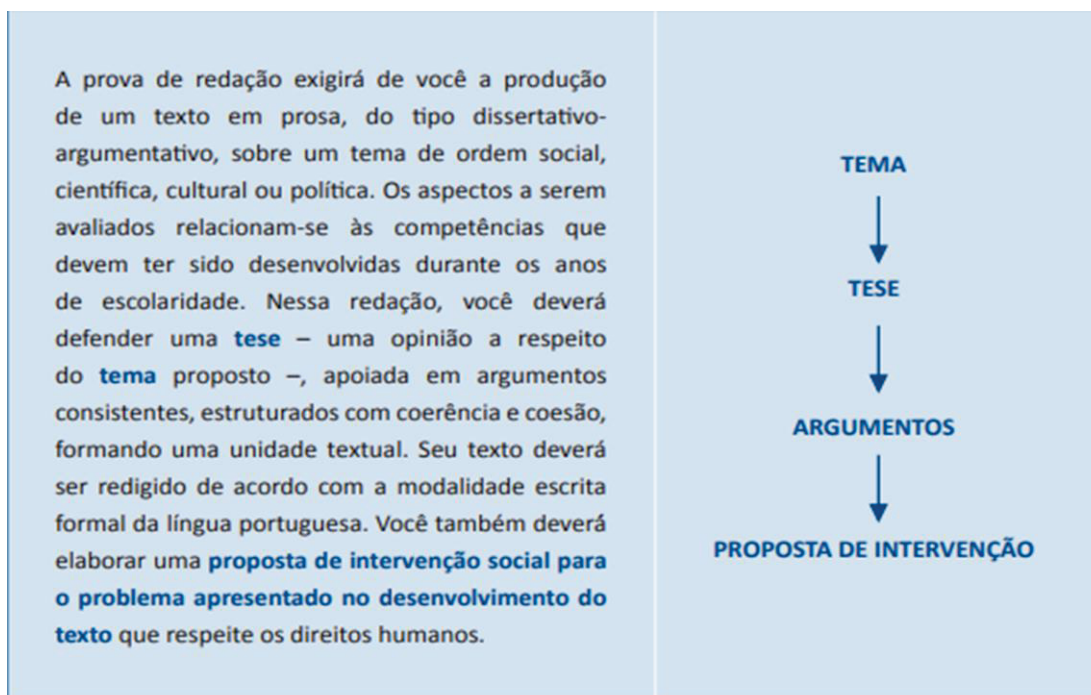 A prova de redação exigirá de você a produção
de um texto em prosa, do tipo dissertativo-
argumentativo, sobre um tema de ordem social,
científica, cultural ou política. Os aspectos a serem
avaliados relacionam-se às competências que
devem ter sido desenvolvidas durante os anos
de escolaridade. Nessa redação, você deverá
defender uma tese – uma opinião a respeito
do tema proposto –, apoiada em argumentos
consistentes, estruturados com coerência e coesão,
formando uma unidade textual. Seu texto deverá
ser redigido de acordo com a modalidade escrita
formal da língua portuguesa. Você também deverá
elaborar uma proposta de intervenção social para
o problema apresentado no desenvolvimento do
texto que respeite os direitos humanos.
TEMA
TESE
ARGUMENTOS
PROPOSTA DE INTERVENÇÃO